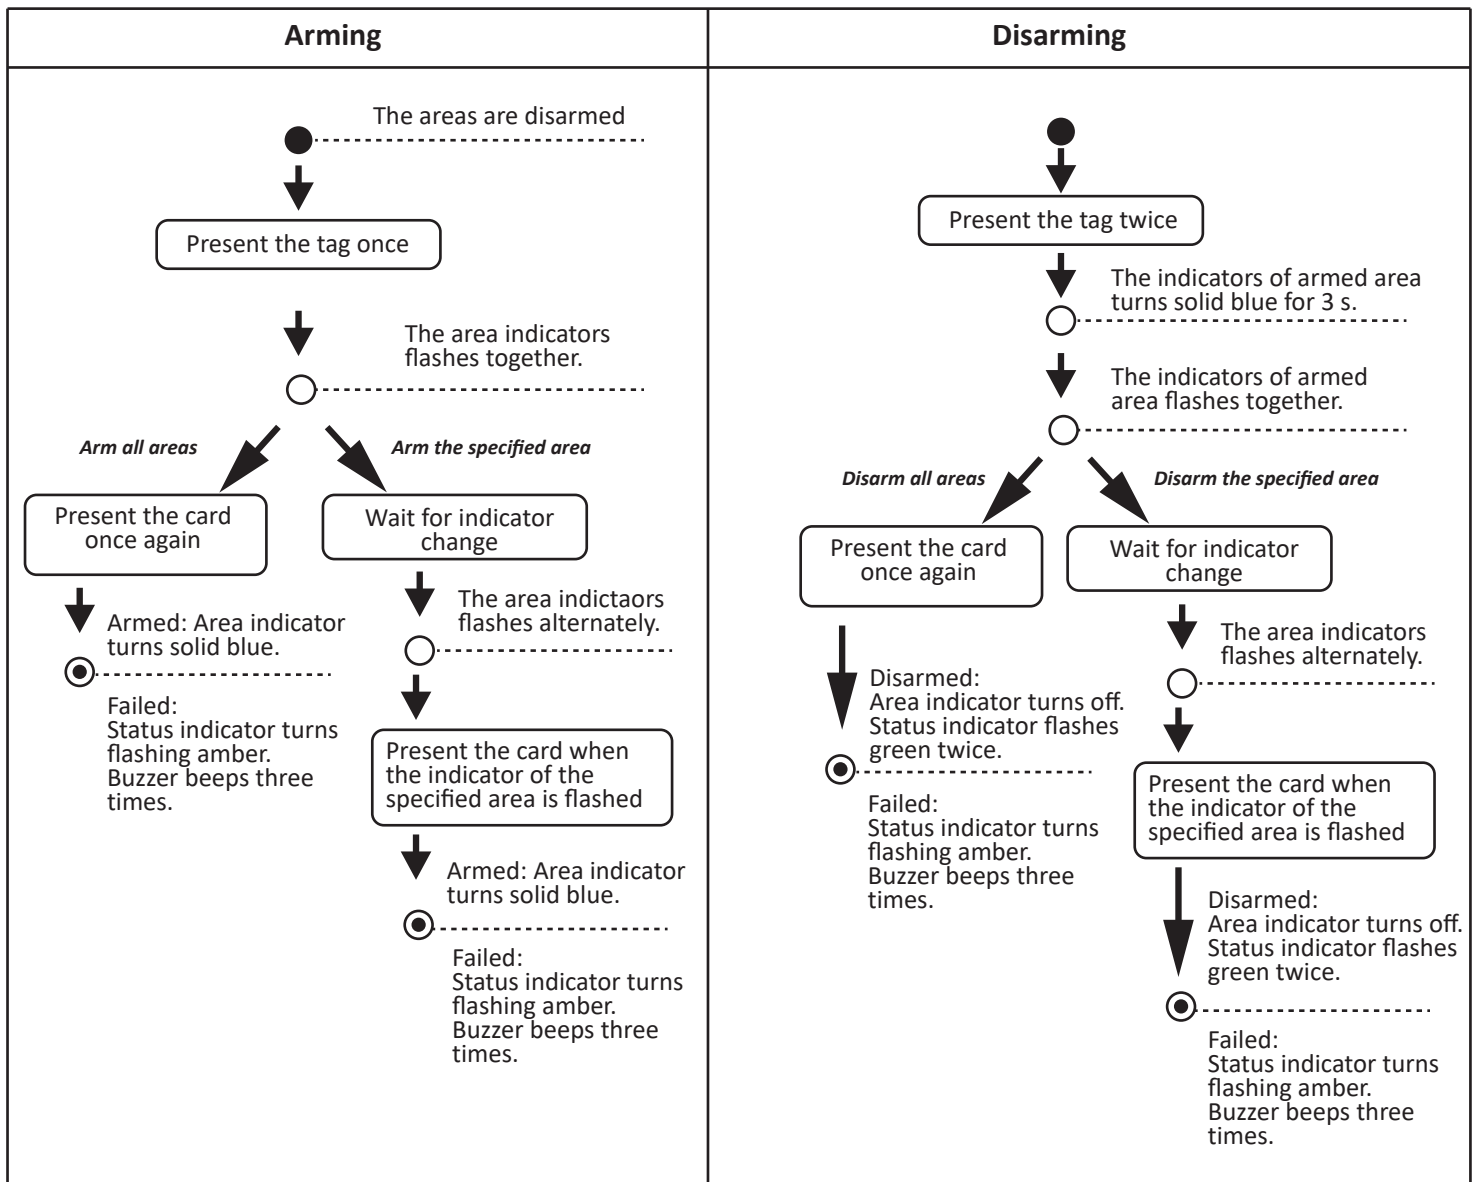 Arming
The areas are disarmed
Present the tag once
The area indicators
flashes together.
Arm all areas
Arm the specified area
Present the card
once again
Wait for indicator
change
Armed: Area indicator
turns solid blue.
Failed:
Status indicator turns
flashing amber.
Buzzer beeps three
times.
The area indictaors
flashes alternately.
Present the card when
the indicator of the
specified area is flashed
Armed: Area indicator
turns solid blue.
Failed:
Status indicator turns
flashing amber.
Buzzer beeps three
times.
Disarming
Present the tag twice
The indicators of armed area
turns solid blue for 3 s.
The indicators of armed
area flashes together.
Disarm all areas
Disarm the specified area
Present the card
once again
Wait for indicator
change
Disarmed:
Area indicator turns off.
Status indicator flashes
green twice.
Failed:
Status indicator turns
flashing amber.
Buzzer beeps three
times.
The area indicators
flashes alternately.
Present the card when
the indicator of the
specified area is flashed
Disarmed:
Area indicator turns off.
Status indicator flashes
green twice.
Failed:
Status indicator turns
flashing amber.
Buzzer beeps three
times.